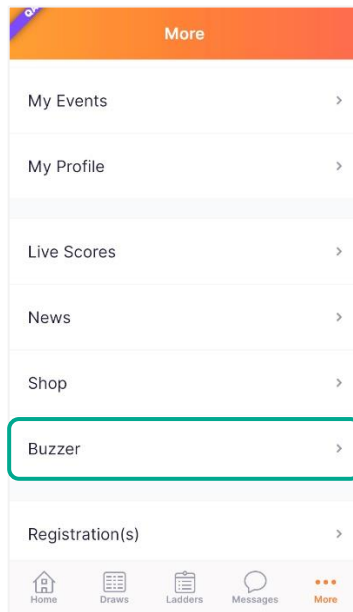 More
My Events
My Profile
Live Scores
News
Shop
Buzzer
Registration(s)
Home Draws Ladders Messages More